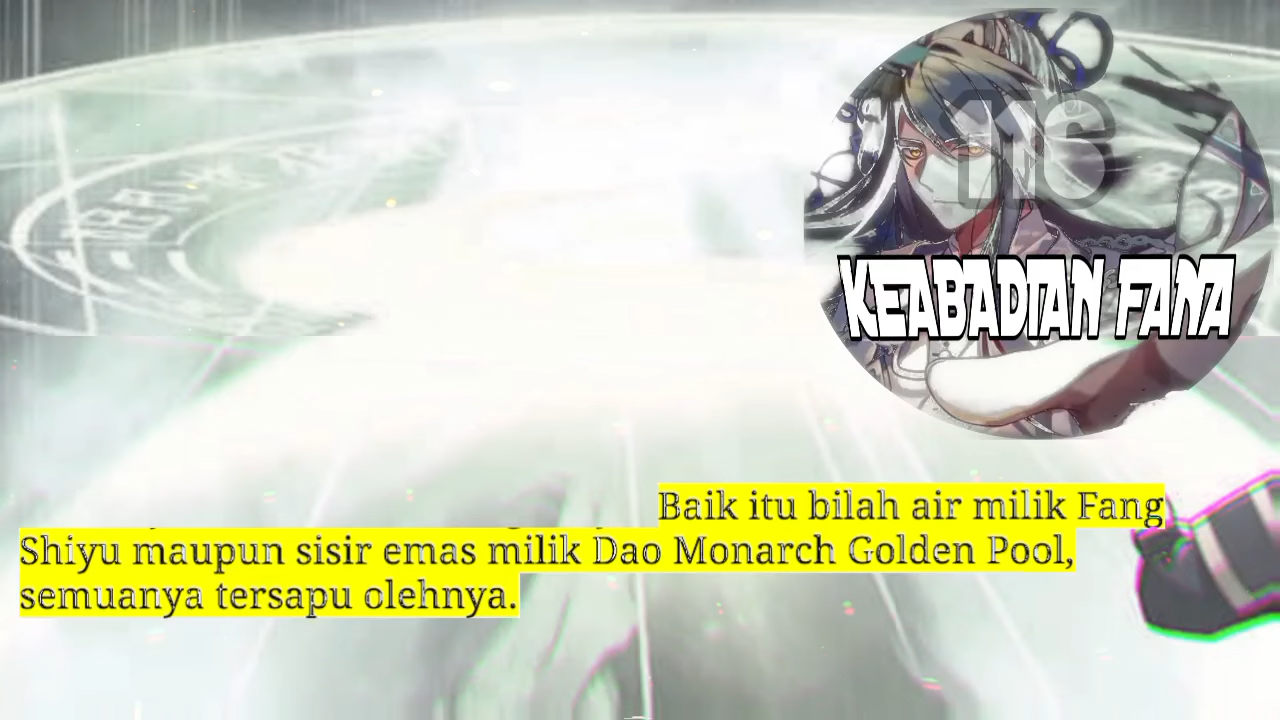 116
KEABADIAN FANA
Baik itu bilah air milik Fang
Shiyu maupun sisir emas milik Dao Monarch Golden Pool,
semuanya tersapu olehnya.